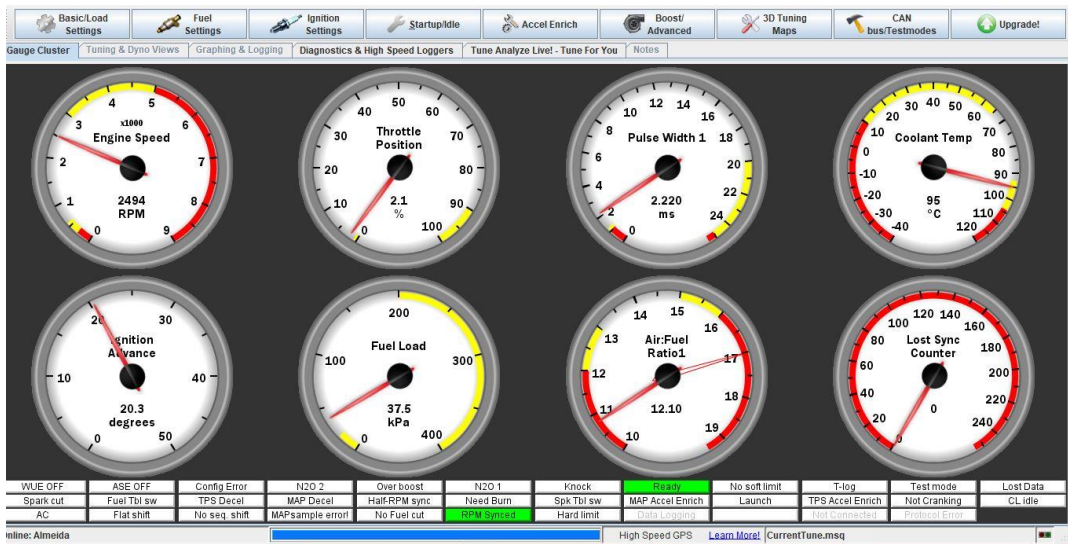 Basic/Load
Settings
Fuel
Settings
Ignition
Settings
Startup/Idle
Accel Enrich
Boost/
Advanced
3D Tuning
Maps
CAN
bus/Testmodes
Upgrade!
Gauge Cluster
Tuning & Dyno Views
Graphing & Logging
Diagnostics & High Speed Loggers
Tune Analyze Live! - Tune For You
Notes
0 1 2 3 4 5 6 7 8 9
x1000
Engine Speed
2494
RPM
0 10 20 30 40 50 60 70 80 90 100
Throttle
Position
2.1
%
0 2 4 6 8 10 12 14 16 18 20 22 24
Pulse Width 1
2.220
ms
-40 -30 -20 -10 0 10 20 30 40 50 60 70 80 90 100 110 120
Coolant Temp
95
°C
0 10 20 30 40 50
Ignition
Advance
20.3
degrees
0 100 200 300 400
Fuel Load
37.5
kPa
10 11 12 13 14 15 16 17 18 19
Air:Fuel
Ratio1
12.10
0 20 40 60 80 100 120 140 160 180 200 220 240
Lost Sync
Counter
0
WUE OFF ASE OFF Config Error N2O 2 Over boost N2O 1 Knock Ready No soft limit T-log Test mode Lost Data
Spark cut Fuel Tbl sw TPS Decel MAP Decel Half-RPM sync Need Burn Spk Tbl sw MAP Accel Enrich Launch TPS Accel Enrich Not Cranking CL idle
AC Flat shift No seq. shift MAPsample error! No Fuel cut RPM Synced Hard limit Data Logging Not Connected Protocol Error
nline: Almeida High Speed GPS Learn More! CurrentTune.msq